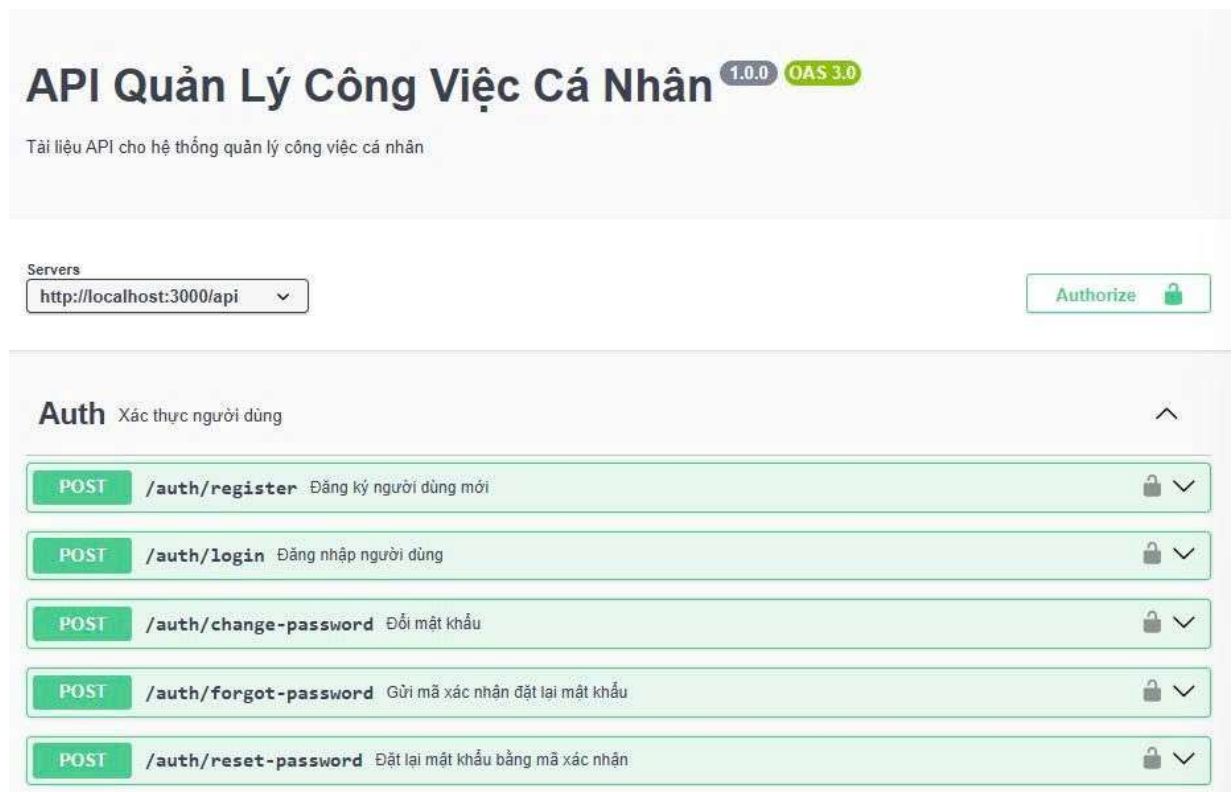 API Quản Lý Công Việc Cá Nhân 1.0.0 OAS 3.0
Tài liệu API cho hệ thống quản lý công việc cá nhân
Servers
http://localhost:3000/api
Authorize
Auth Xác thực người dùng
POST /auth/register Đăng ký người dùng mới
POST /auth/login Đăng nhập người dùng
POST /auth/change-password Đổi mật khẩu
POST /auth/forgot-password Gửi mã xác nhận đặt lại mật khẩu
POST /auth/reset-password Đặt lại mật khẩu bằng mã xác nhận